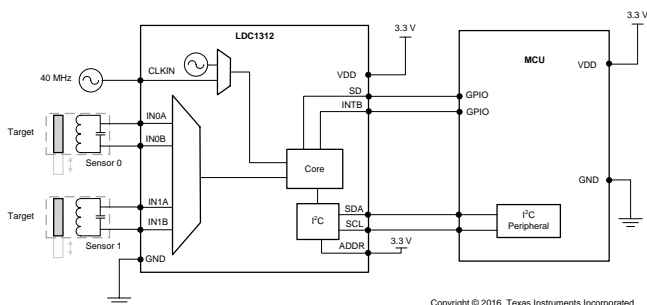 LDC1312
3.3 V
3.3 V
MCU
40 MHz
CLKIN
VDD
VDD
SD
GPIO
INTB
GPIO
Target
IN0A
IN0B
Sensor 0
Core
GND
Target
IN1A
IN1B
Sensor 1
I²C
SDA
SCL
ADDR
3.3 V
I²C
Peripheral
GND
Copyright © 2016, Texas Instruments Incorporated